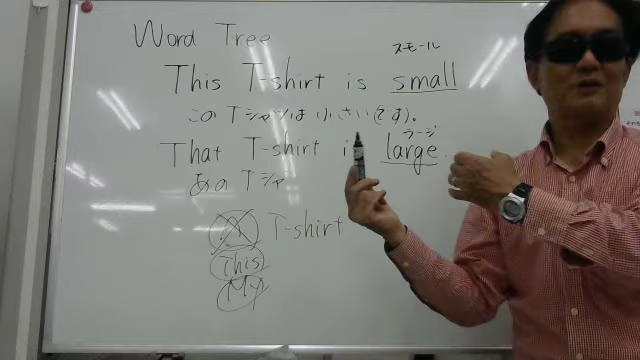 Word Tree
スモール
This T-shirt is small
このTシャツは小さい(です)。
ラージ
That T-shirt is large.
あのTシャ
A T-shirt
This
My